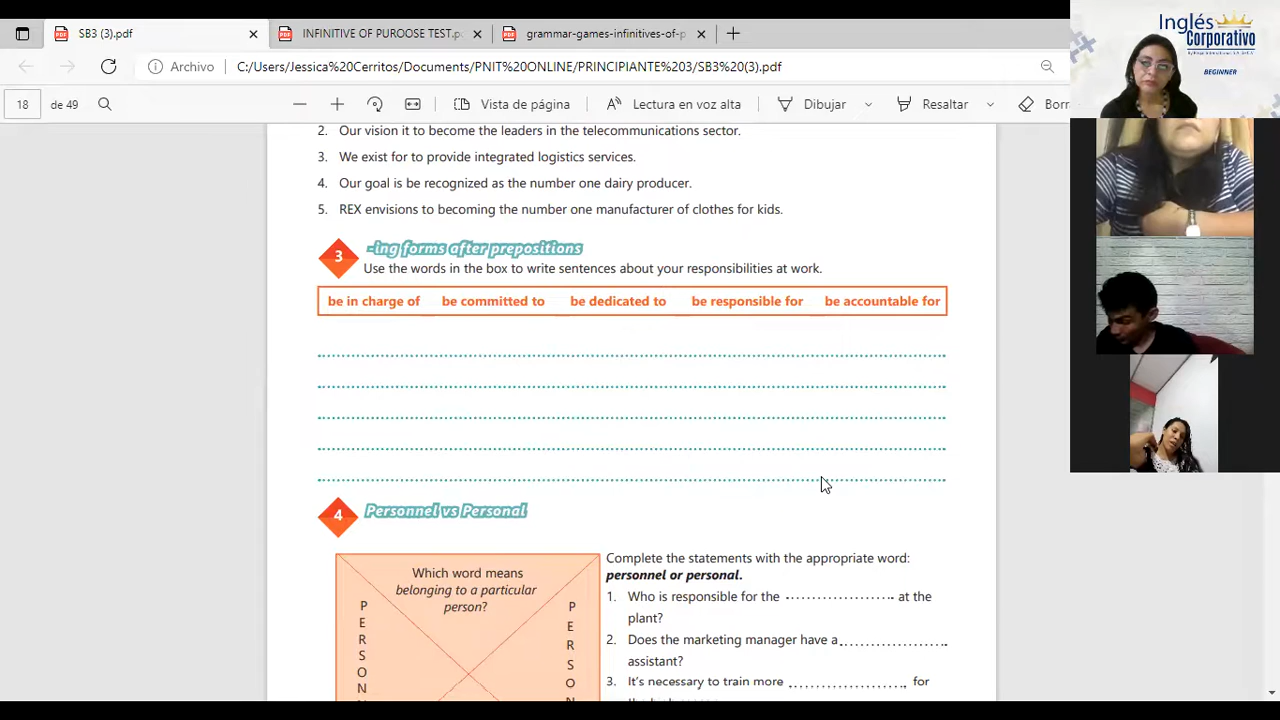 SB3 (3).pdf
INFINITIVE OF PUROOSE TEST.p
grammar-games-infinitives-of-p
Archivo
C:/Users/Jessica%20Cerritos/Documents/PNT%20ONLINE/PRINCIPIANTE%203/SB3%20(3).pdf
18 de 49
Vista de página
Lectura en voz alta
Dibujar
Resaltar
Borr
Inglés
Corporativo
BEGINNER
2. Our vision it to become the leaders in the telecommunications sector.
3. We exist for to provide integrated logistics services.
4. Our goal is be recognized as the number one dairy producer.
5. REX envisions to becoming the number one manufacturer of clothes for kids.
3 -ing forms after prepositions
Use the words in the box to write sentences about your responsibilities at work.
be in charge of be committed to be dedicated to be responsible for be accountable for
4 Personnel vs Personal
Which word means
belonging to a particular
person?
P
E
R
S
O
N
P
E
R
S
O
N
Complete the statements with the appropriate word:
personnel or personal.
1. Who is responsible for the .................... at the
plant?
2. Does the marketing manager have a....................
assistant?
3. It's necessary to train more .................... for